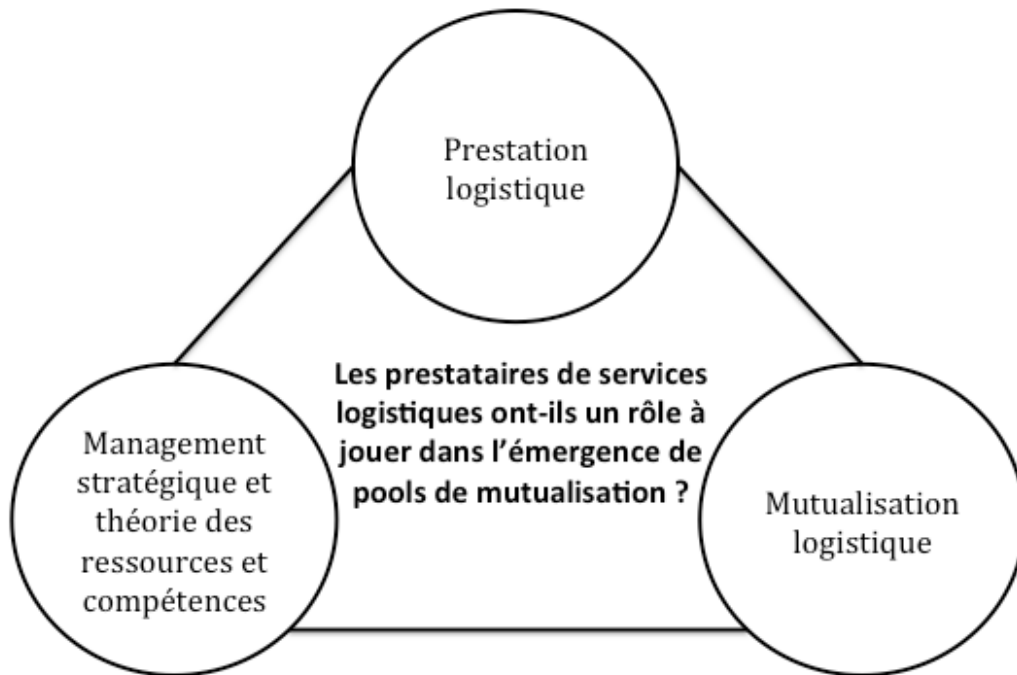 Prestation
logistique
Les prestataires de services
logistiques ont-ils un rôle à
jouer dans l’émergence de
pools de mutualisation ?
Management
stratégique et
théorie des
ressources et
compétences
Mutualisation
logistique